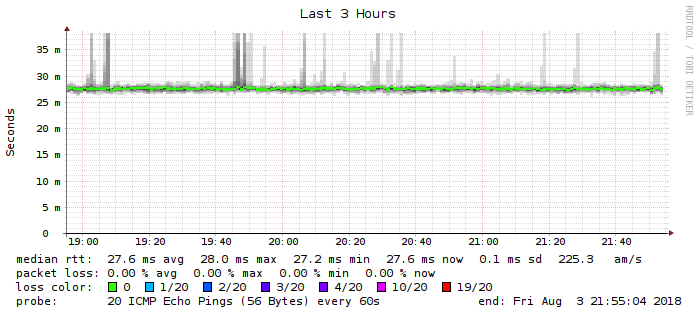 Last 3 Hours
RRDTOOL / TOBI OETIKER
Seconds
35 m
30 m
25 m
20 m
15 m
10 m
5 m
0
19:00 19:20 19:40 20:00 20:20 20:40 21:00 21:20 21:40
median rtt: 27.6 ms avg 28.0 ms max 27.2 ms min 27.6 ms now 0.1 ms sd 225.3 am/s
packet loss: 0.00 % avg 0.00 % max 0.00 % min 0.00 % now
loss color: 0 1/20 2/20 3/20 4/20 10/20 19/20
probe: 20 ICMP Echo Pings (56 Bytes) every 60s end: Fri Aug 3 21:55:04 2018